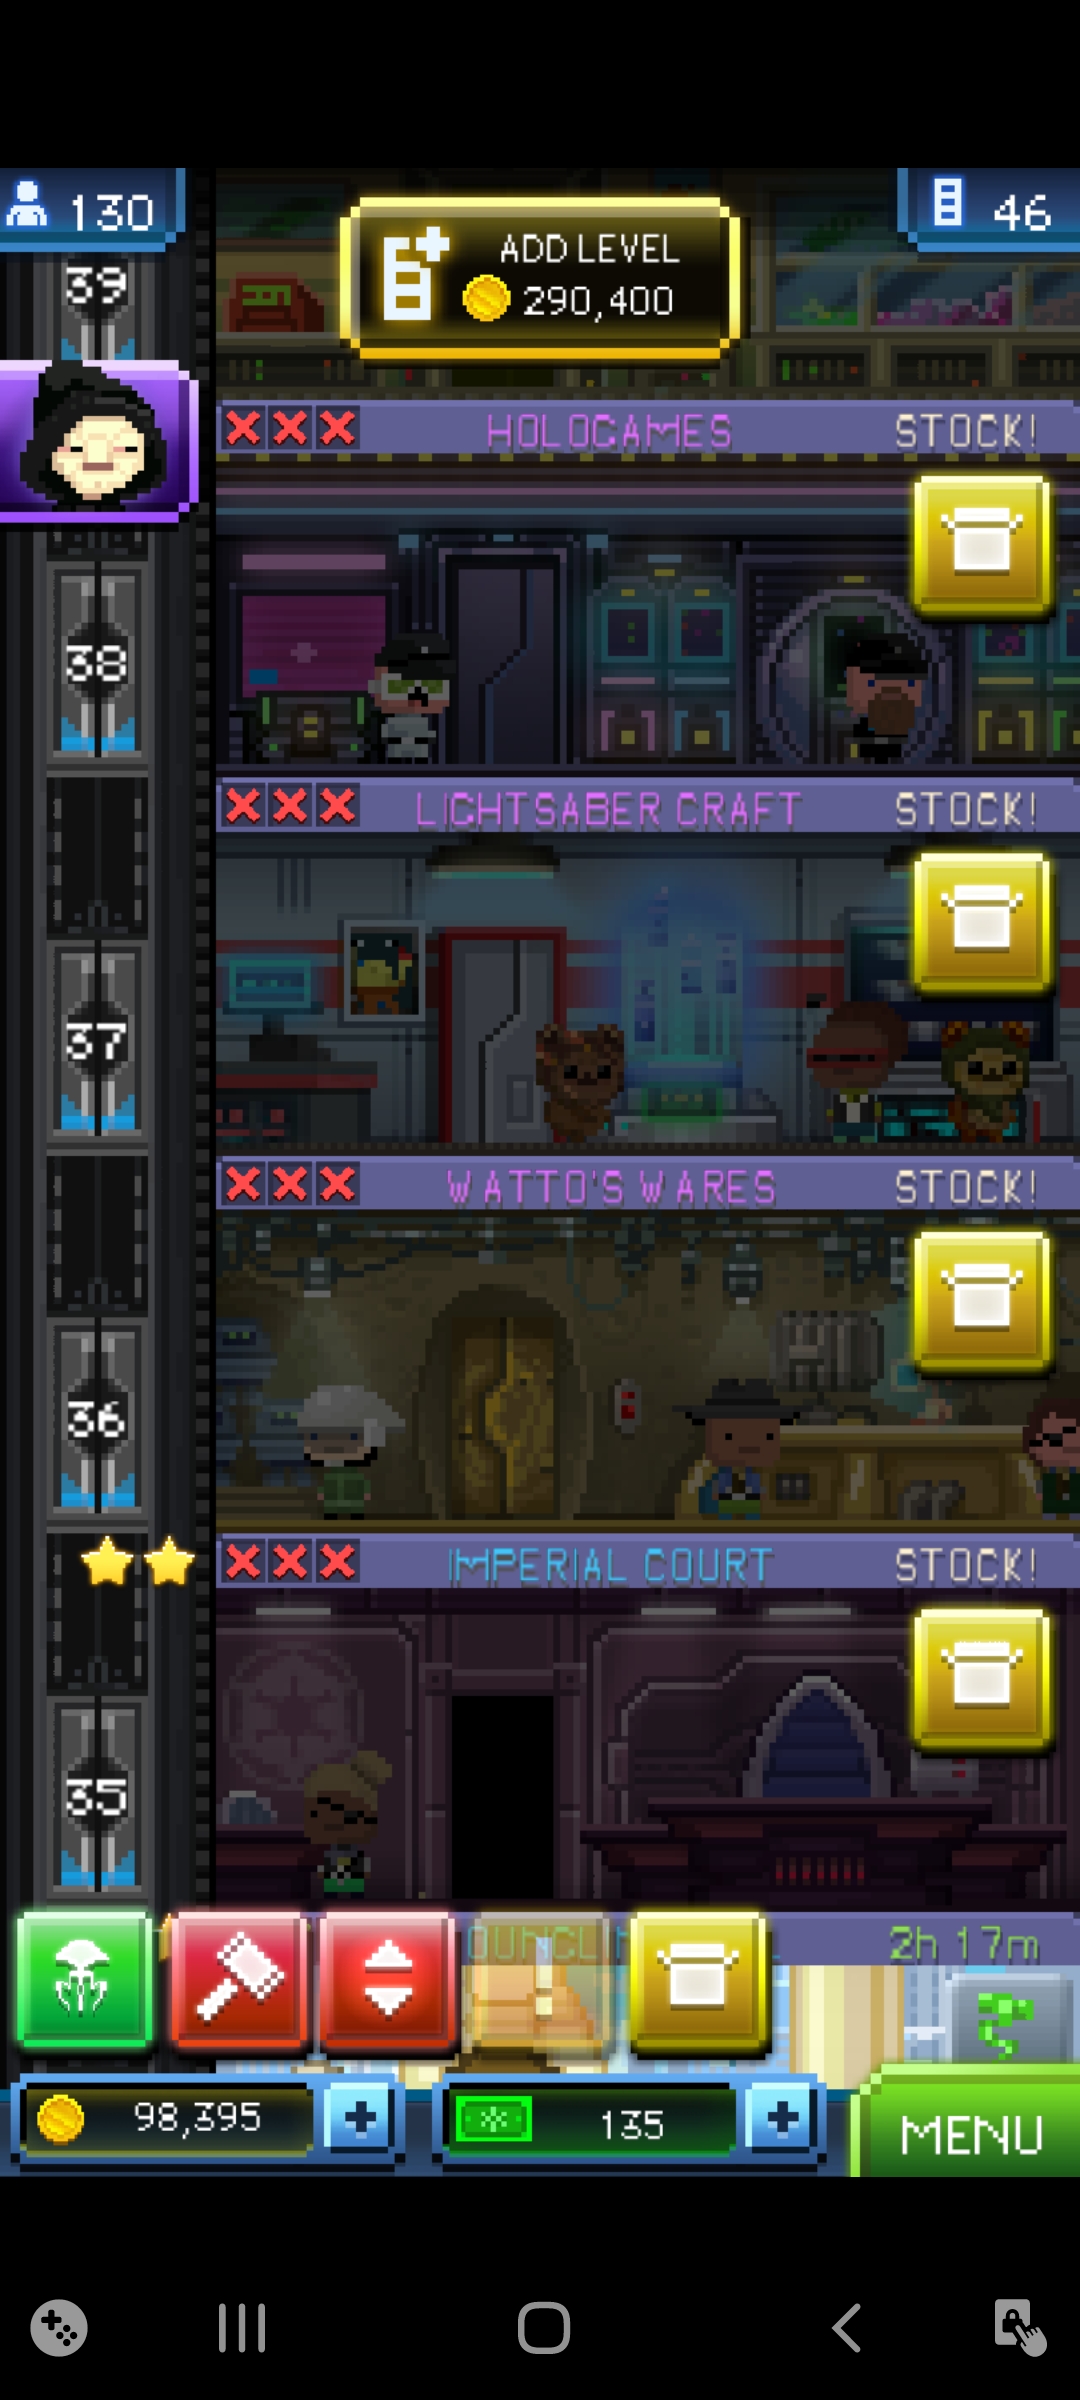 130
46
39
ADD LEVEL
290,400
HOLOGAMES STOCK!
38
LIGHTSABER CRAFT STOCK!
37
WATTO'S WARES STOCK!
36
IMPERIAL COURT STOCK!
35
2h 17m
98,395
135
MENU